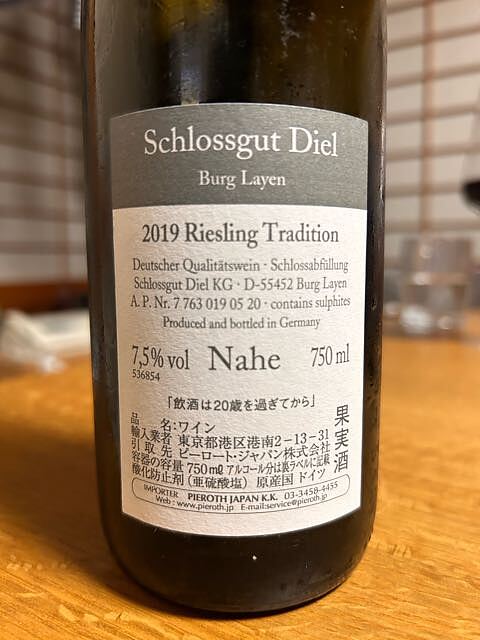 Schlossgut Diel
Burg Layen
2019 Riesling Tradition
Deutscher Qualitätswein · Schlossabfüllung
Schlossgut Diel KG · D-55452 Burg Layen
A. P. Nr. 7 763 019 05 20 · contains sulphites
Produced and bottled in Germany
7,5% vol Nahe 750 ml
536854
「飲酒は20歳を過ぎてから」
品名:ワイン
輸入業者 東京都港区港南2-13-31
引取先 ピーロート・ジャパン株式会社
容器の容量 750mℓ アルコール分は裏ラベルに記載
酸化防止剤(亜硫酸塩) 原産国 ドイツ
果実酒
IMPORTER PIEROTH JAPAN K.K. 03-3458-4455
Web : www.pieroth.jp E-mail:service@pieroth.jp